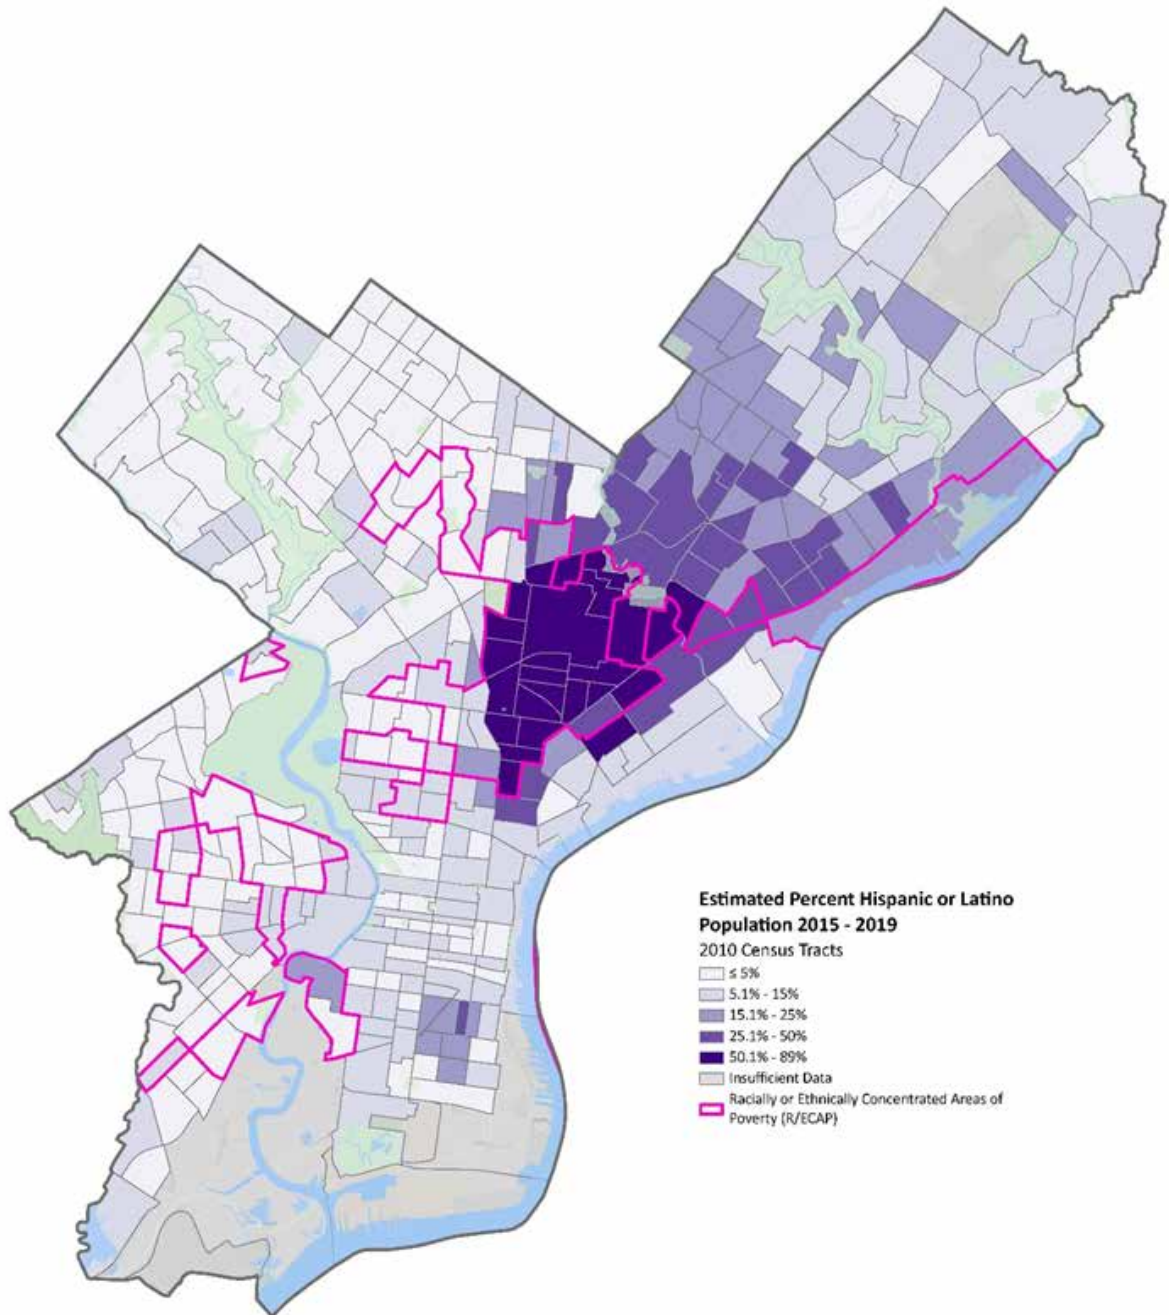 Estimated Percent Hispanic or Latino
Population 2015 - 2019
2010 Census Tracts
≤ 5%
5.1% - 15%
15.1% - 25%
25.1% - 50%
50.1% - 89%
Insufficient Data
Racially or Ethnically Concentrated Areas of
Poverty (R/ECAP)